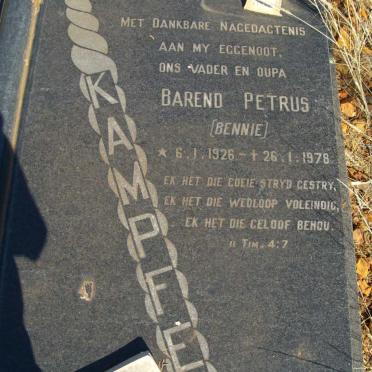 MET DANKBARE NAGEDAGTENIS
AAN MY EGGENOOT,
ONS VADER EN OUPA
BAREND PETRUS
(BENNIE)
★ 6.1.1926 - ✝ 26.1.1978
EK HET DIE GOEIE STRYD GESTRY,
EK HET DIE WEDLOOP VOLEINDIG,
EK HET DIE GELOOF BEHOU.
II TIM. 4:7
KAMPFE